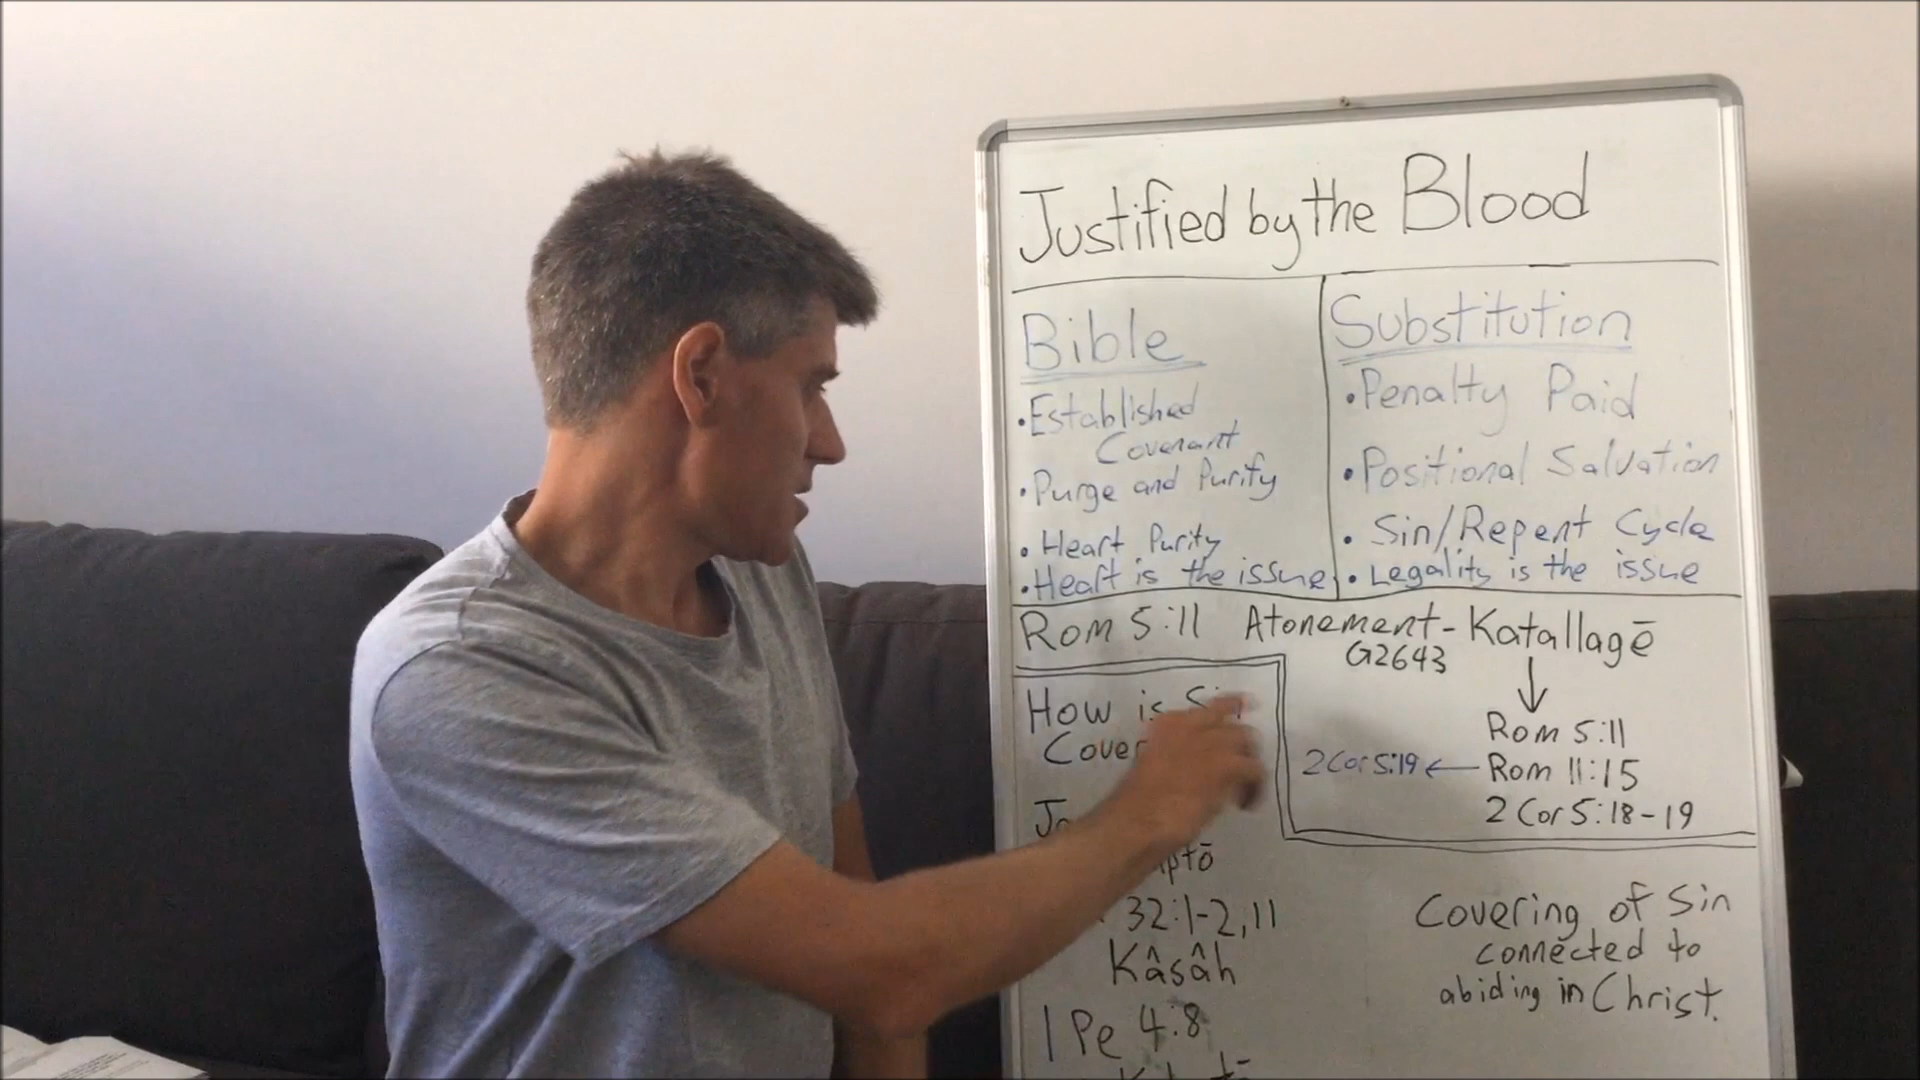 Justified by the Blood
Bible
• Established
Covenant
• Purge and Purify
• Heart Purity
• Heart is the issue
Substitution
• Penalty Paid
• Positional Salvation
• Sin/Repent Cycle
• Legality is the issue
Rom 5:11 Atonement - Katallagē
G2643
Rom 5:11
2 Cor 5:19 ← Rom 11:15
2 Cor 5:18-19
How is
32:1-2, 11
Kâsâh
1 Pe 4:8
Covering of Sin
connected to
abiding in Christ.